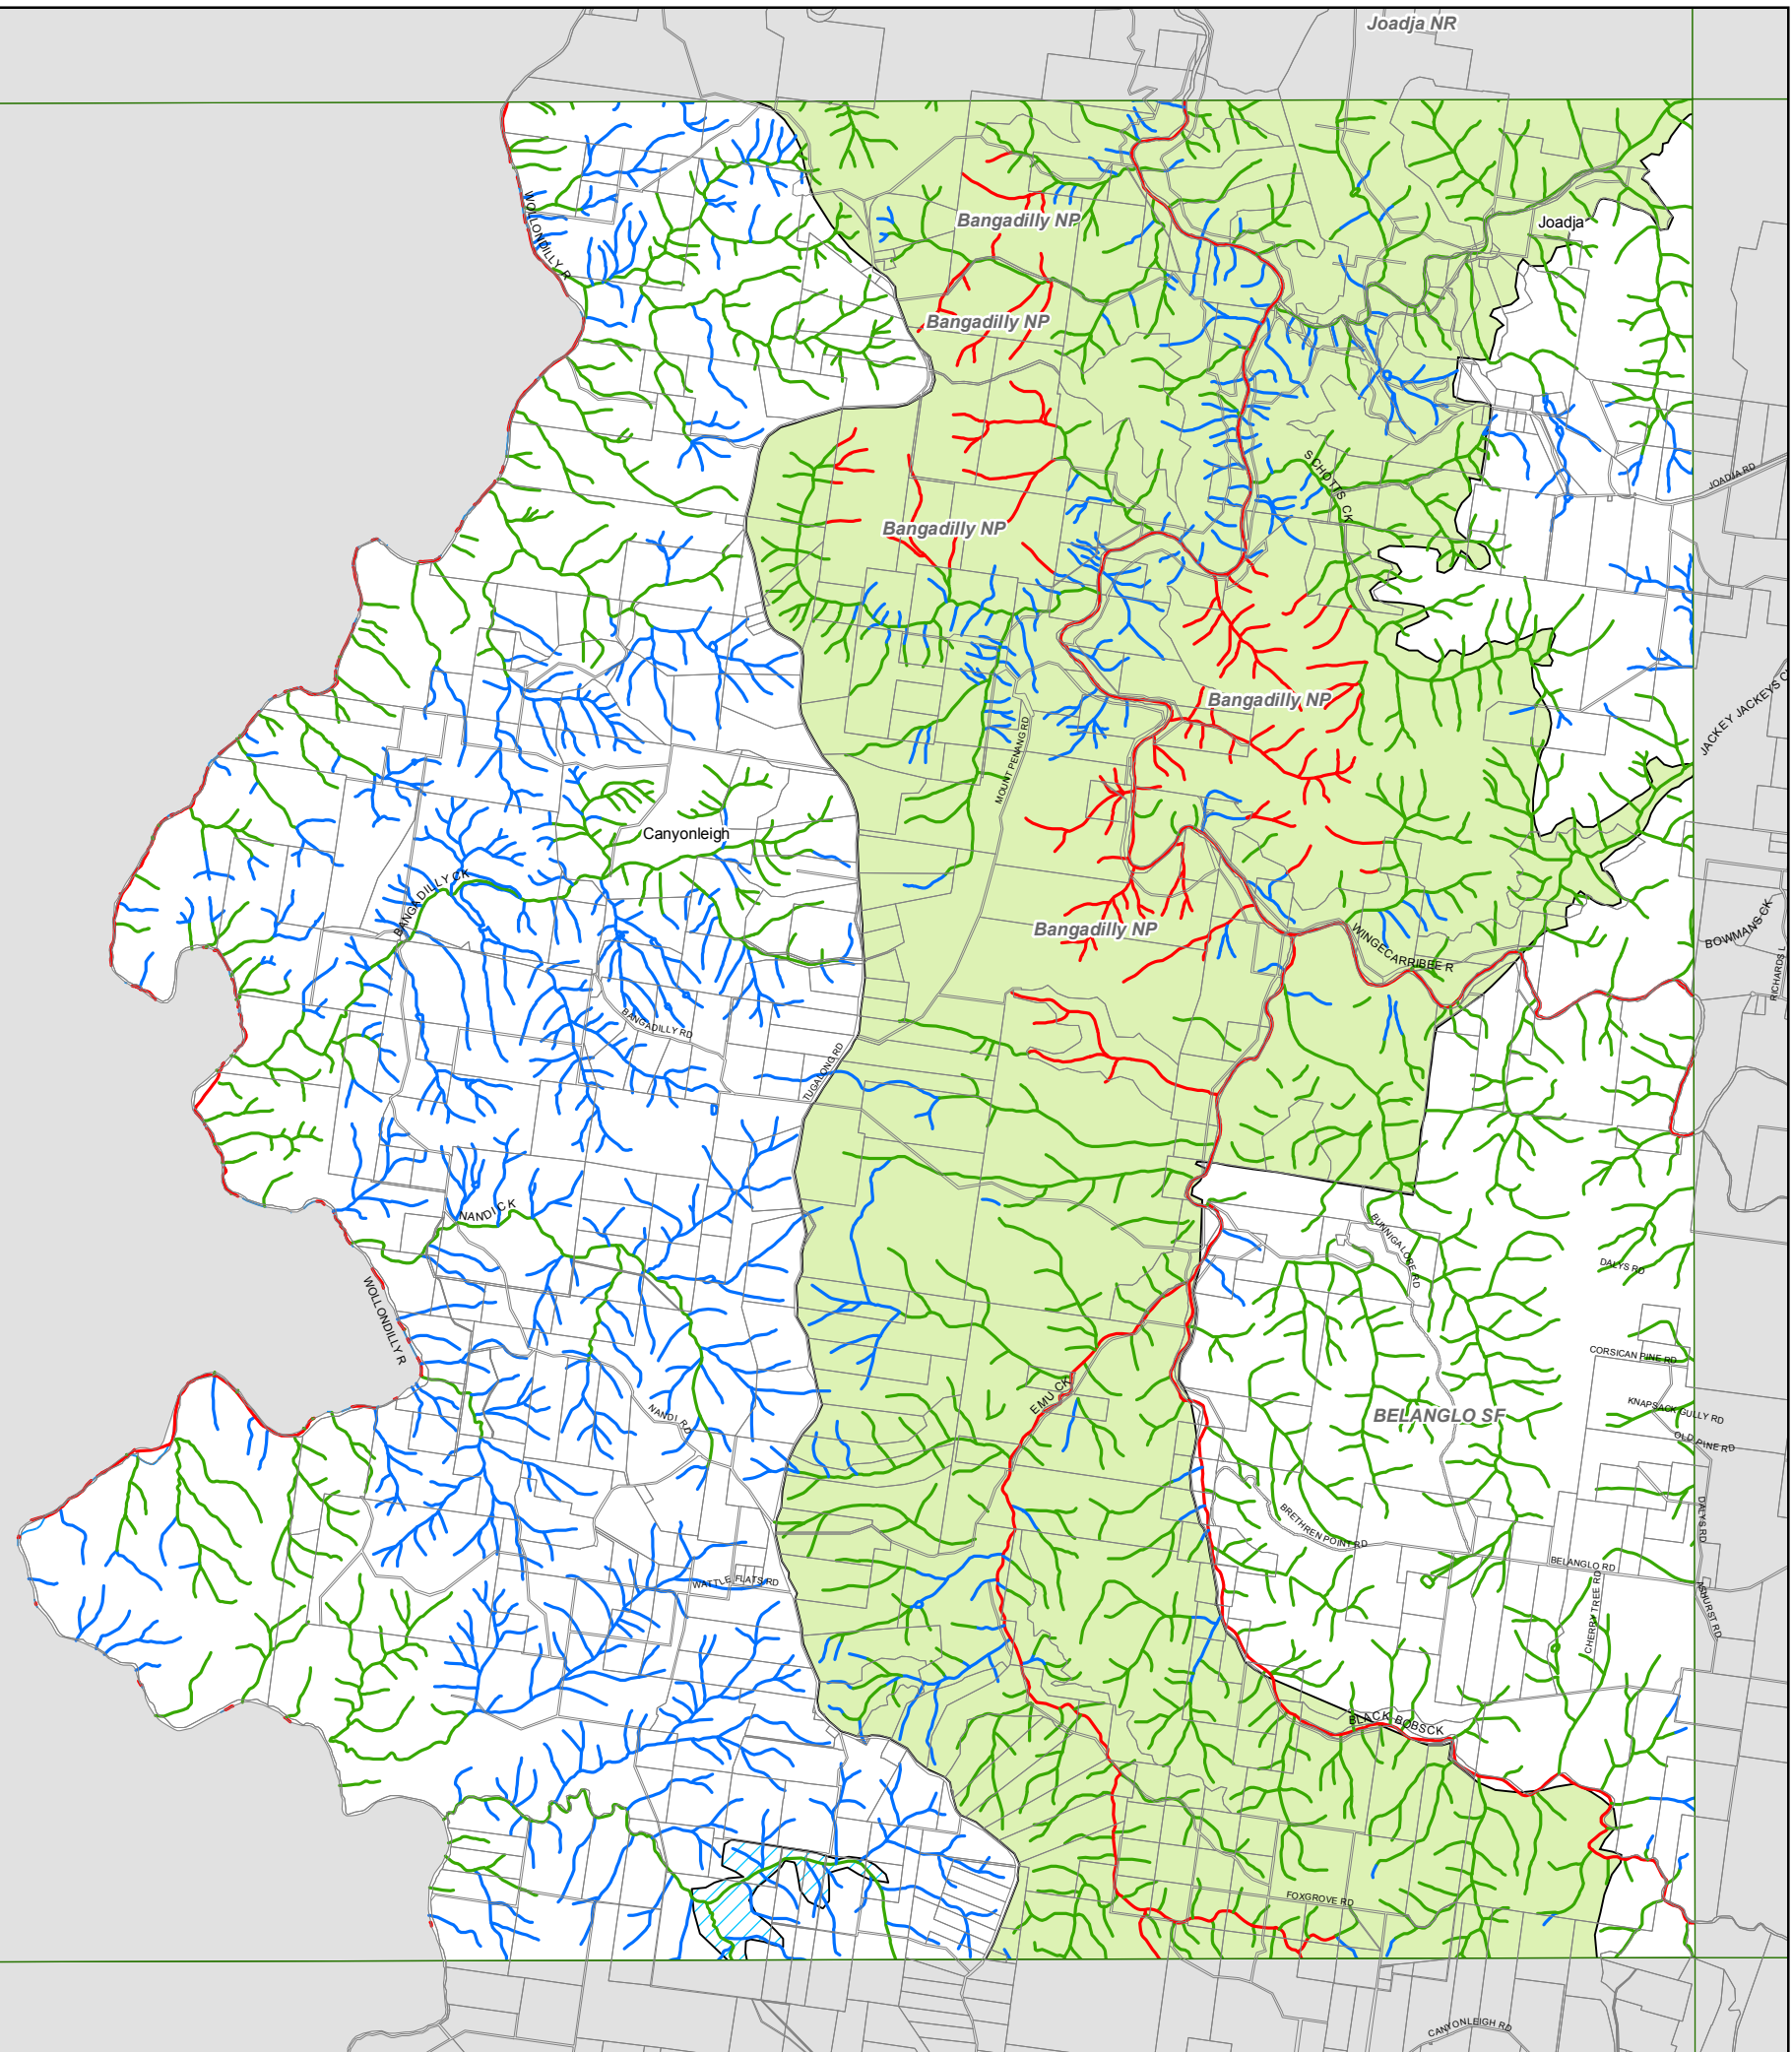 Joadja NR
WOLLONDILLY R
Bangadilly NP
Joadja
Bangadilly NP
SCHOTTS CK
JOADJA RD
Bangadilly NP
Bangadilly NP
JACKEY JACKEYS C
MOUNT PENANG RD
Canyonleigh
BANGADILLY CK
Bangadilly NP
WINGECARRIBEE R
BOWMANS CK
RICHARDS L
BANGADILLY RD
TUGALONG RD
NANDI CK
BUNNIGALORE RD
DALYS RD
WOLLONDILLY R
CORSICAN PINE RD
EMU CK
NANDI RD
BELANGLO SF
KNAPSACK GULLY RD
OLD PINE RD
DALYS RD
BRETHREN POINT RD
BELANGLO RD
WATTLE FLATS RD
CHERRY TREE RD
BLACK BOBS CK
FOXGROVE RD
CANYONLEIGH RD